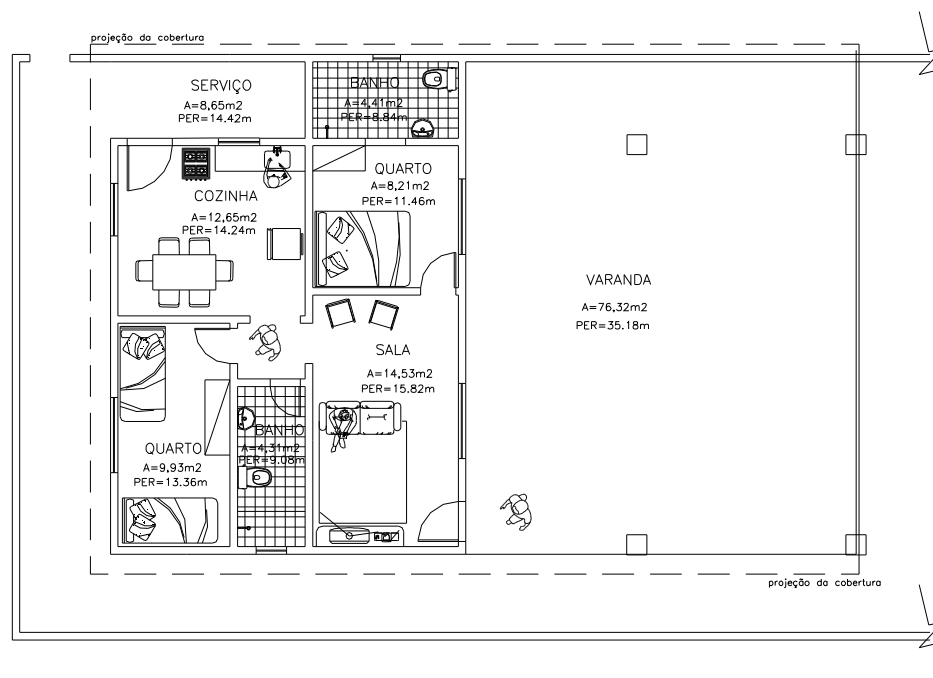 projeção da cobertura
SERVIÇO
A=8,65m2
PER=14.42m
BANHO
A=4,41m2
PER=8.84m
QUARTO
A=8,21m2
PER=11.46m
COZINHA
A=12,65m2
PER=14.24m
VARANDA
A=76,32m2
PER=35.18m
SALA
A=14,53m2
PER=15.82m
BANHO
A=4,31m2
PER=9.08m
QUARTO
A=9,93m2
PER=13.36m
projeção da cobertura